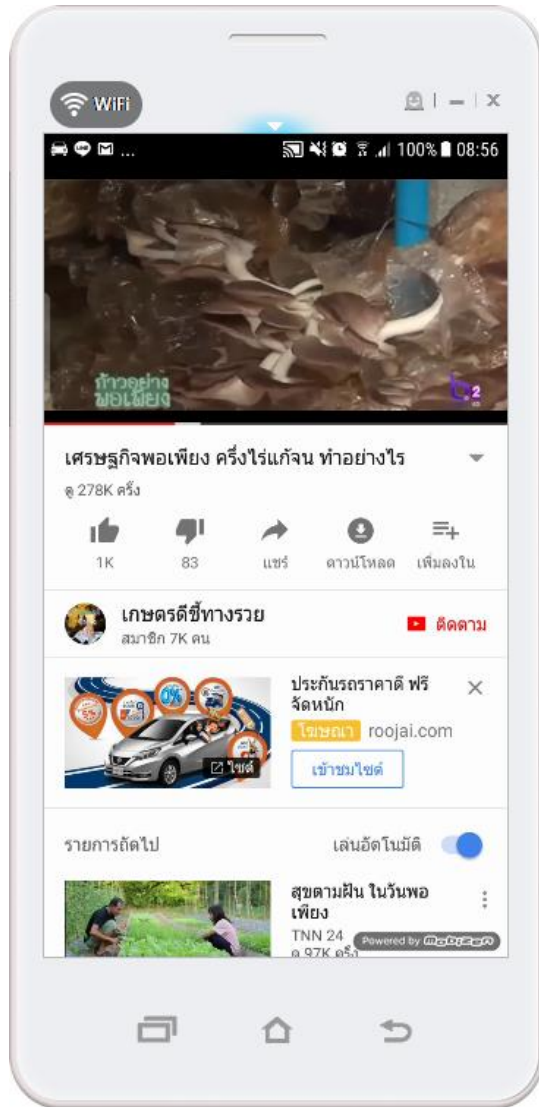 WiFi
LINE
...
100% 08:56
ก้าวอย่าง
พอเพียง
2
เศรษฐกิจพอเพียง ครึ่งไร่แก้จน ทำอย่างไร
ดู 278K ครั้ง
1K
83
แชร์
ดาวน์โหลด
เพิ่มลงใน
เกษตรดีชี้ทางรวย
สมาชิก 7K คน
ติดตาม
0%
ไซต์
ประกันรถราคาดี ฟรี
จัดหนัก
โฆษณา roojai.com
เข้าชมไซต์
รายการถัดไป
เล่นอัตโนมัติ
สุขตามฝัน ในวันพอ
เพียง
TNN 24
ดู 97K ครั้ง
Powered by mobizen